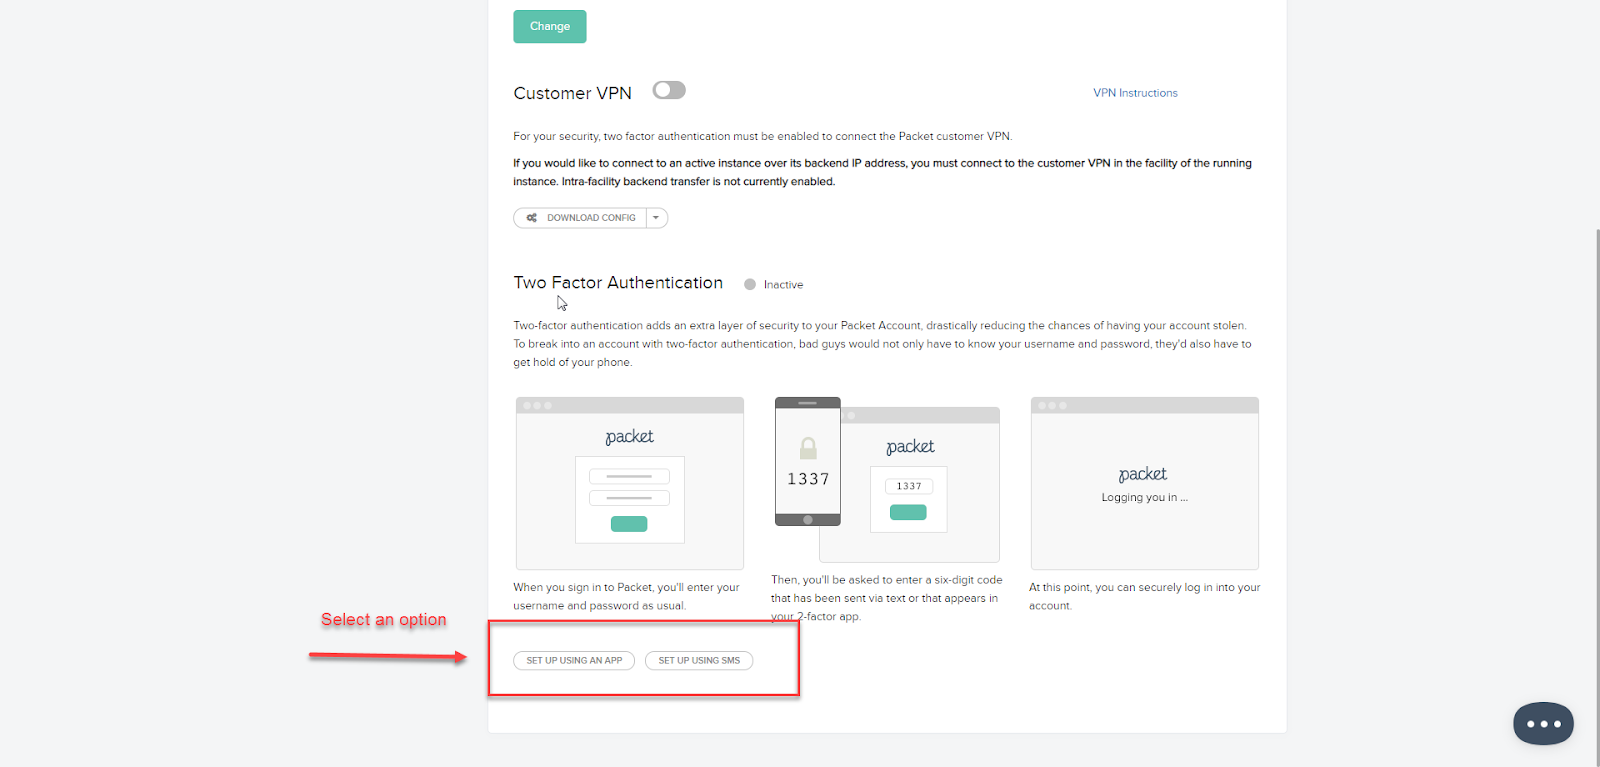 Change
Customer VPN
VPN Instructions
For your security, two factor authentication must be enabled to connect the Packet customer VPN.
If you would like to connect to an active instance over its backend IP address, you must connect to the customer VPN in the facility of the running
instance. Intra-facility backend transfer is not currently enabled.
DOWNLOAD CONFIG
Two Factor Authentication
Inactive
Two-factor authentication adds an extra layer of security to your Packet Account, drastically reducing the chances of having your account stolen.
To break into an account with two-factor authentication, bad guys would not only have to know your username and password, they'd also have to
get hold of your phone.
packet
When you sign in to Packet, you'll enter your
username and password as usual.
1337
packet
1337
Then, you'll be asked to enter a six-digit code
that has been sent via text or that appears in
your 2-factor app.
packet
Logging you in ...
At this point, you can securely log in into your
account.
Select an option
SET UP USING AN APP
SET UP USING SMS